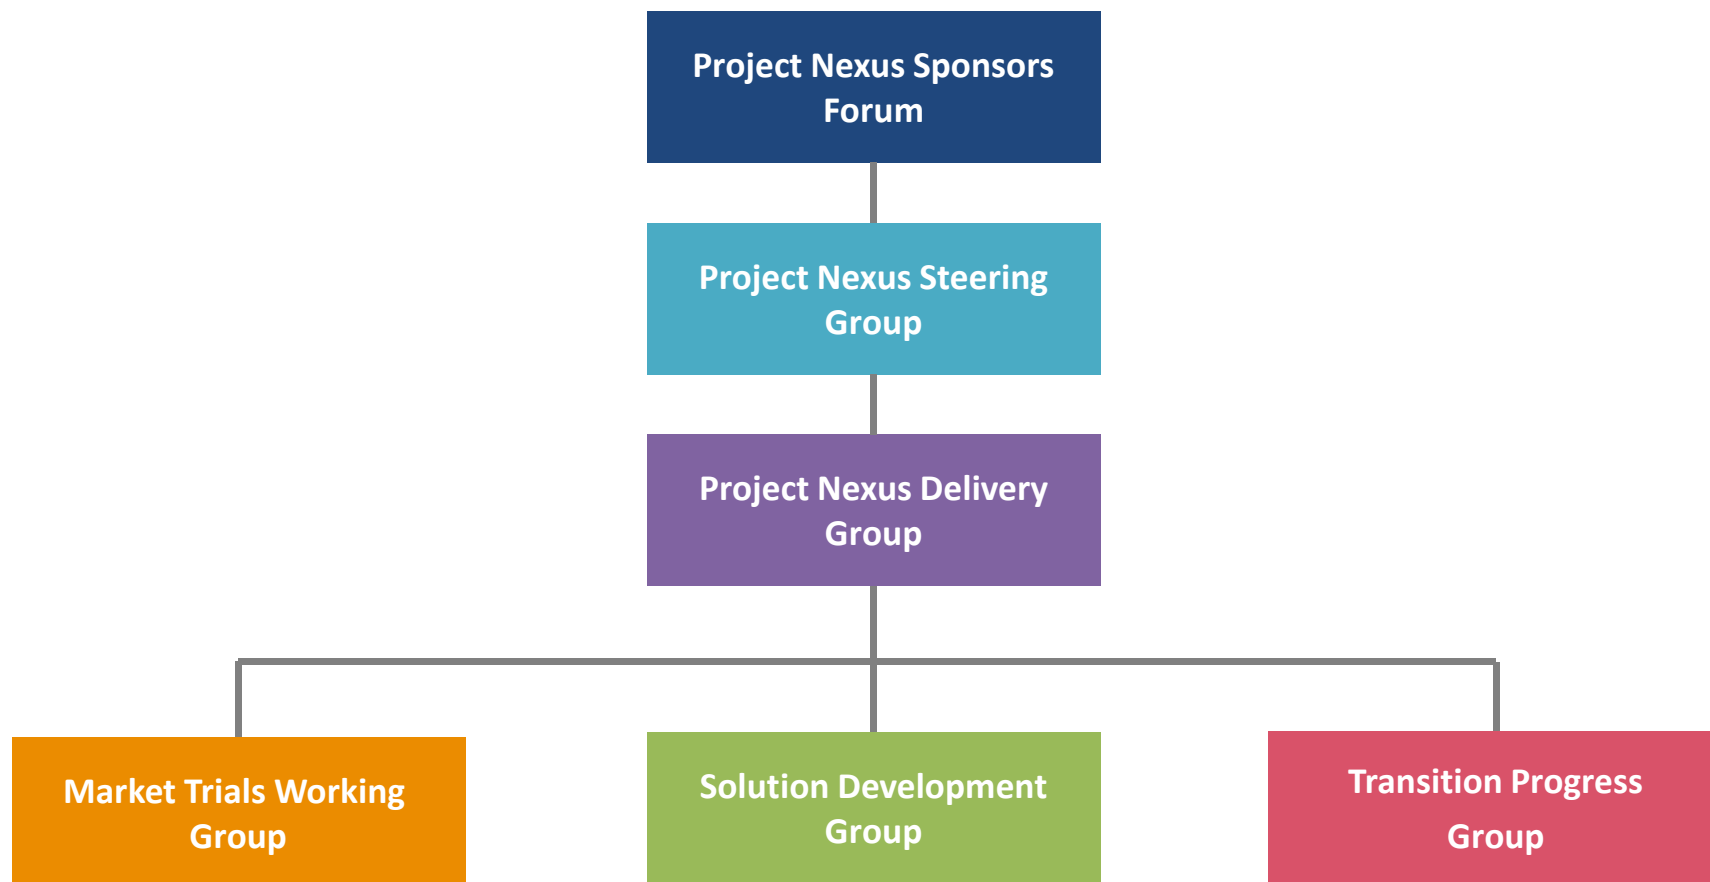 Project Nexus Sponsors
Forum
Project Nexus Steering
Group
Project Nexus Delivery
Group
Market Trials Working
Group
Solution Development
Group
Transition Progress
Group